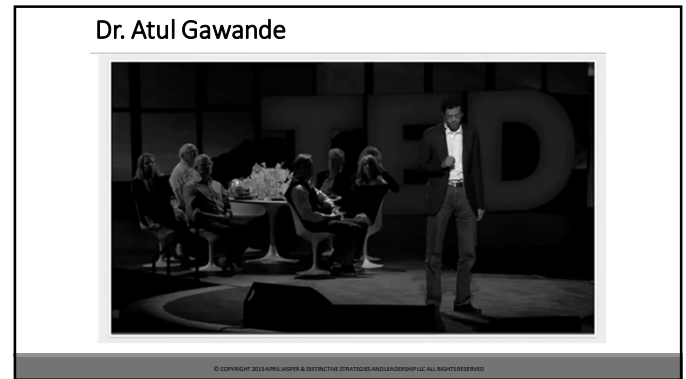 Dr. Atul Gawande
TED
© COPYRIGHT 2019 APRIL JASPER & DISTINCTIVE STRATEGIES AND LEADERSHIP LLC ALL RIGHTS RESERVED